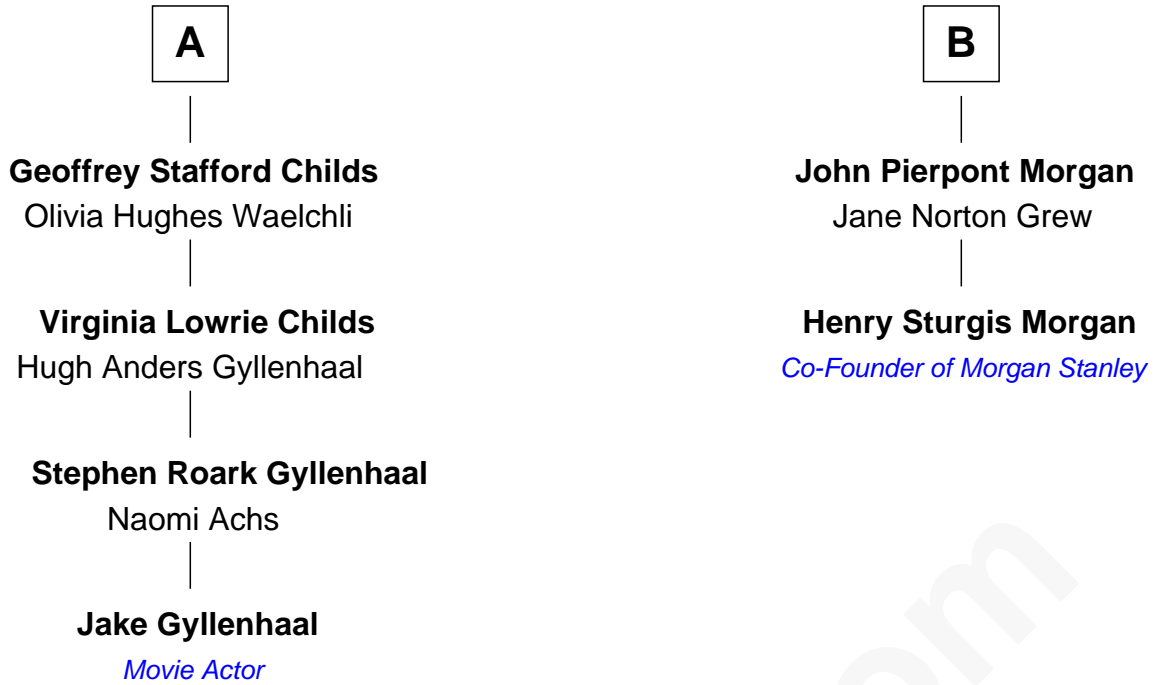 A
Geoffrey Stafford Childs
Olivia Hughes Waelchli
Virginia Lowrie Childs
Hugh Anders Gyllenhaal
Stephen Roark Gyllenhaal
Naomi Achs
Jake Gyllenhaal
Movie Actor
B
John Pierpont Morgan
Jane Norton Grew
Henry Sturgis Morgan
Co-Founder of Morgan Stanley
om